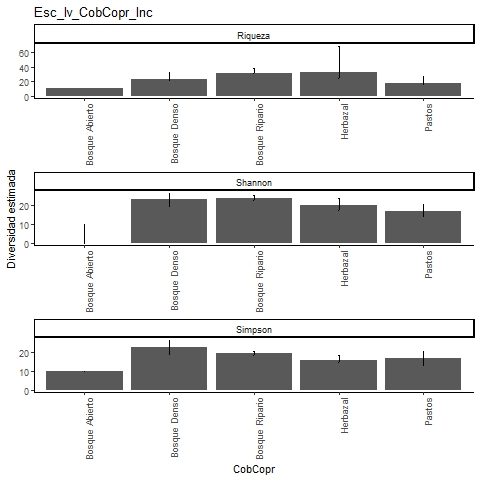 Esc_lv_CobCopr_Inc
Riqueza
60
40
20
0
Bosque Abierto
Bosque Denso
Bosque Ripario
Herbazal
Pastos
Shannon
20
10
0
Bosque Abierto
Bosque Denso
Bosque Ripario
Herbazal
Pastos
Simpson
20
10
0
Bosque Abierto
Bosque Denso
Bosque Ripario
Herbazal
Pastos
Diversidad estimada
CobCopr